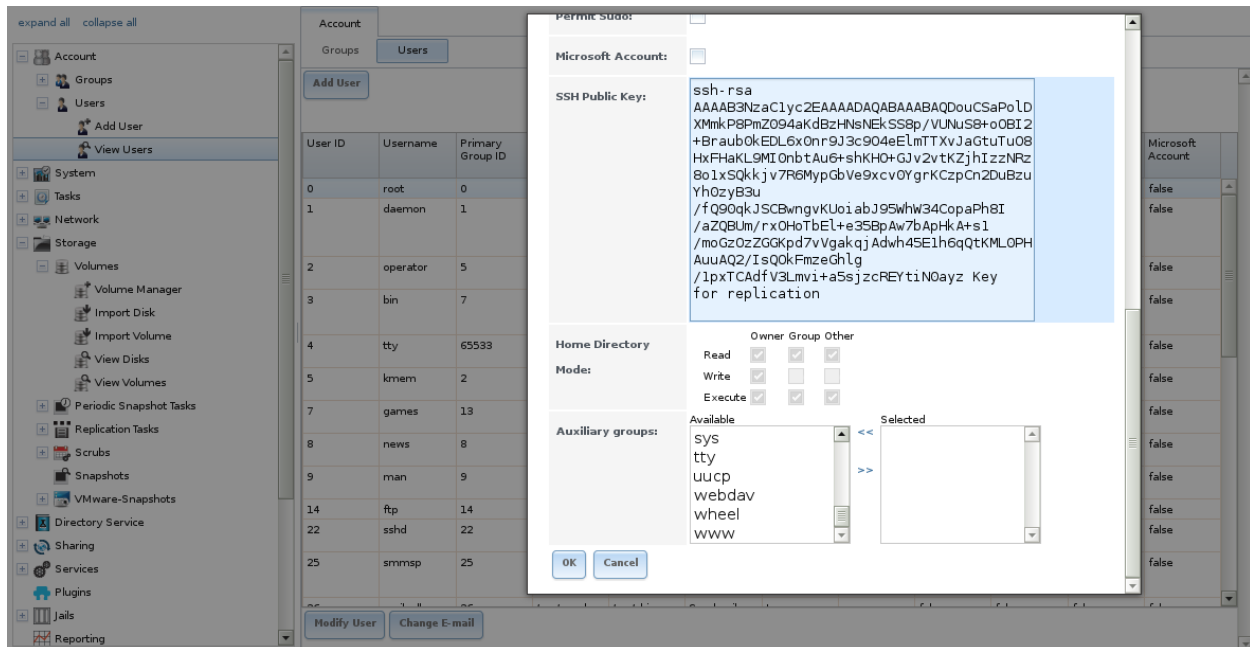 expand all collapse all
Account
Groups
Users
Add User
View Users
System
Tasks
Network
Storage
Volumes
Volume Manager
Import Disk
Import Volume
View Disks
View Volumes
Periodic Snapshot Tasks
Replication Tasks
Scrubs
Snapshots
VMware-Snapshots
Directory Service
Sharing
Services
Plugins
Jails
Reporting
Account
Groups Users
Add User
User ID Username Primary Group ID Microsoft Account
0 root 0 false
1 daemon 1 false
2 operator 5 false
3 bin 7 false
4 tty 65533 false
5 kmem 2 false
7 games 13 false
8 news 8 false
9 man 9 false
14 ftp 14 false
22 sshd 22 false
25 smmsp 25 false
Modify User Change E-mail
Permit Sudo:
Microsoft Account:
SSH Public Key:
ssh-rsa
AAAAB3NzaC1yc2EAAAADAQABAAABAQDouCSaPolD
XMmkP8PmZ094aKdBzHNsNEkSS8p/VUNuS8+oOBI2
+Braub0kEDL6x0nr9J3c9O4eElmTTXvJaGtuTuO8
HxFHaKL9MI0nbtAu6+shKHO+GJv2vtKZjhIzzNRz
8o1xSQkkjv7R6MypGbVe9xcvOYgrKCzpCn2DuBzu
YhOzyB3u
/fQ9OqkJSCBwngvKUoiabJ95WhW34CopaPh8I
/aZQBUm/rxOHoTbEl+e35BpAw7bApHkA+s1
/moGzOzZGGKpd7vVgakqjAdwh45E1h6qQtKML0PH
AuuAQ2/IsQOkFmzeGhlg
/1pxTCAdfV3Lmvi+a5sjzcREYtiN0ayz Key
for replication
Home Directory Mode:
Owner Group Other
Read
Write
Execute
Auxiliary groups:
Available Selected
<<
>>
sys
tty
uucp
webdav
wheel
www
OK Cancel